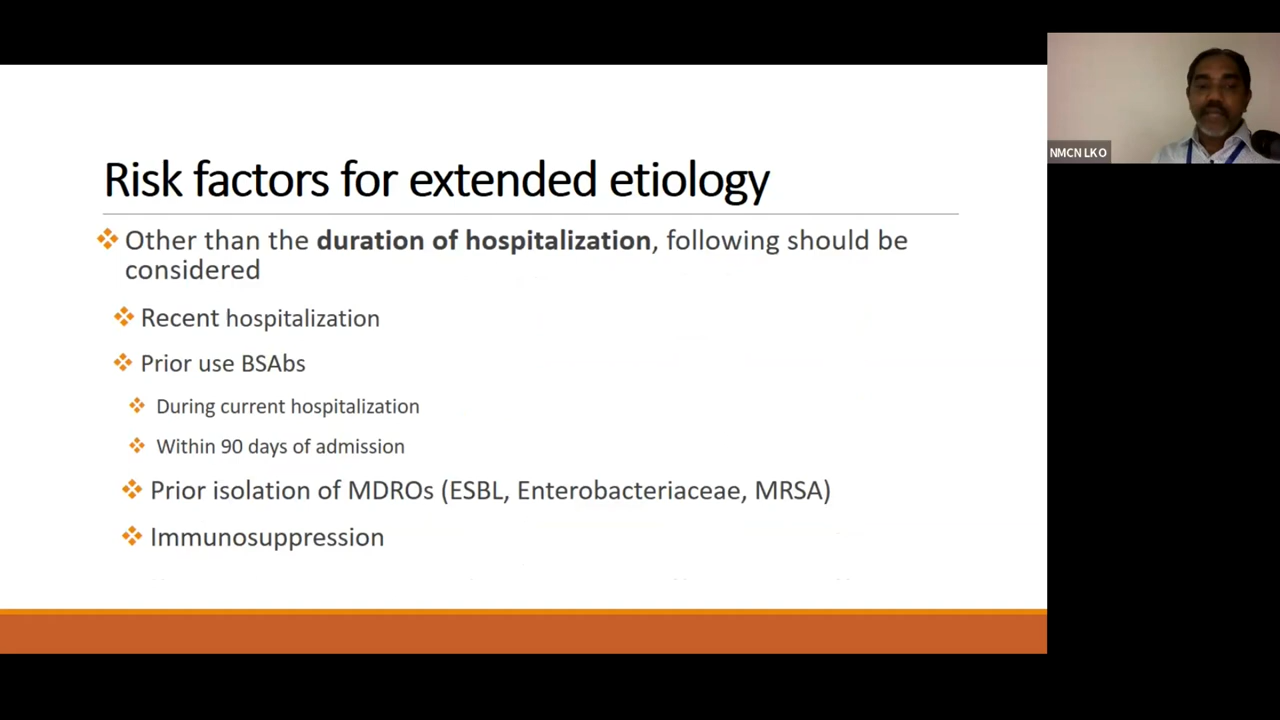 Risk factors for extended etiology
Other than the duration of hospitalization, following should be
considered
Recent hospitalization
Prior use BSAbs
During current hospitalization
Within 90 days of admission
Prior isolation of MDROs (ESBL, Enterobacteriaceae, MRSA)
Immunosuppression
NMCN LKO